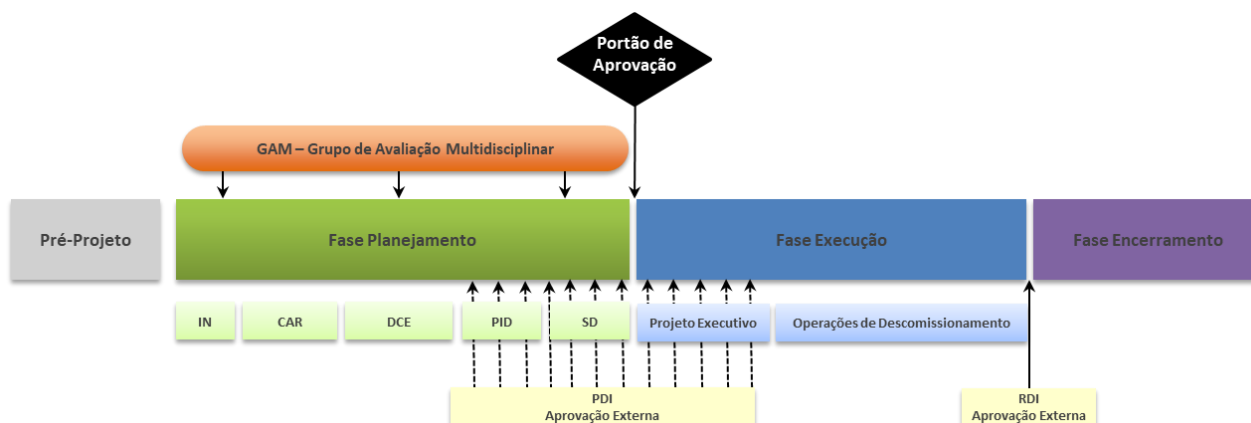 Portão de
Aprovação
GAM – Grupo de Avaliação Multidisciplinar
Pré-Projeto
Fase Planejamento
Fase Execução
Fase Encerramento
IN
CAR
DCE
PID
SD
Projeto Executivo
Operações de Descomissionamento
PDI
Aprovação Externa
RDI
Aprovação Externa